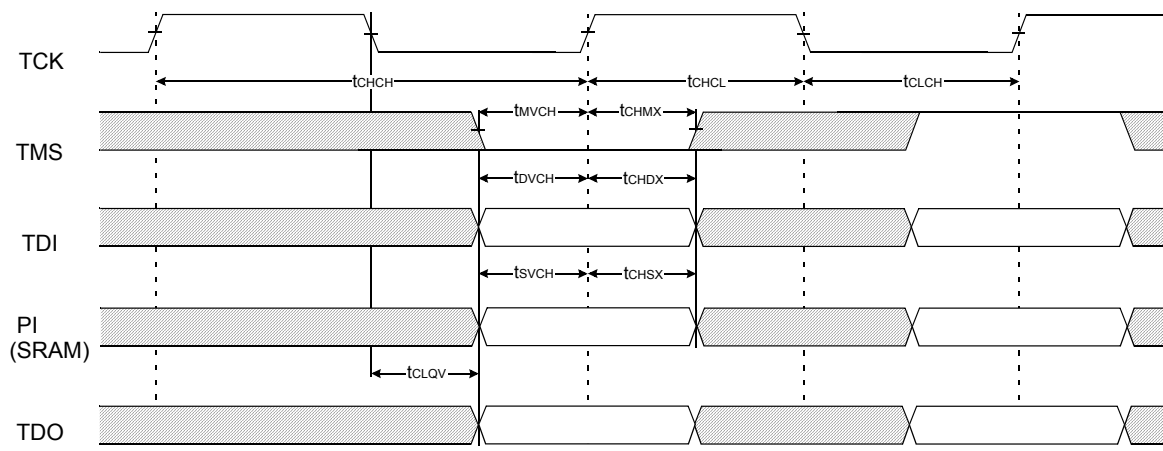 TCK
tCHCH
tCHCL
tCLCH
TMS
tMVCH
tCHMX
tDVCH
tCHDX
TDI
tSVCH
tCHSX
PI
(SRAM)
tCLQV
TDO